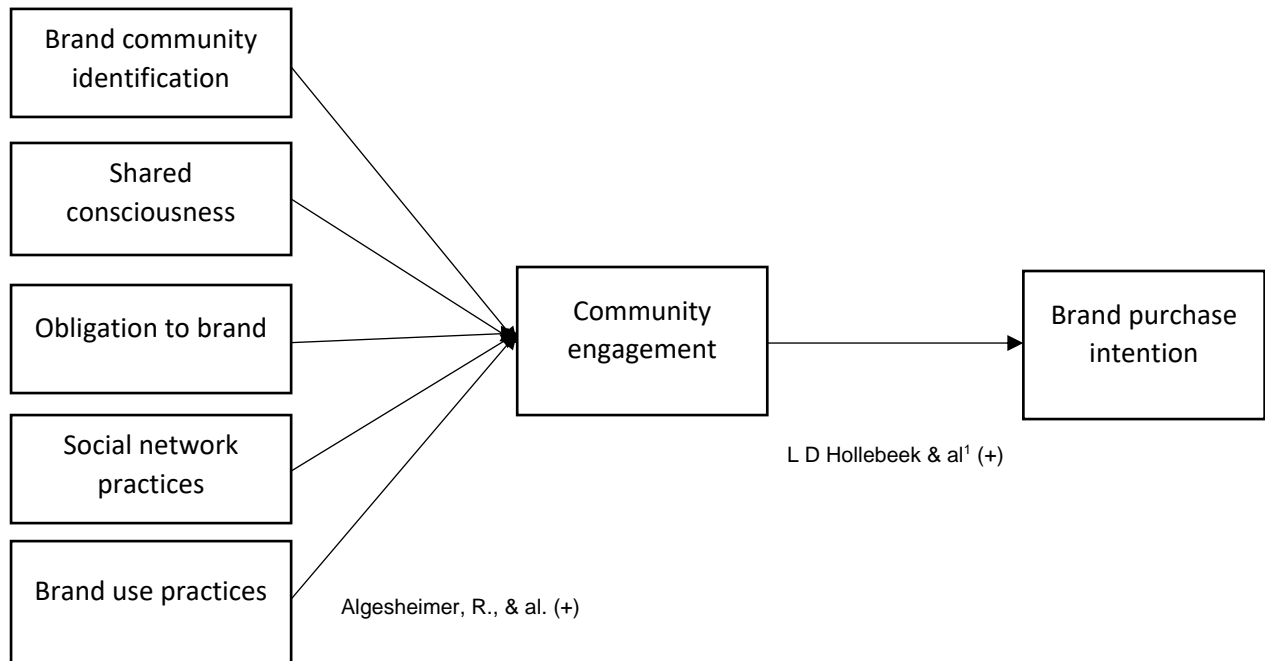 Brand community
identification
Shared
consciousness
Obligation to brand
Social network
practices
Brand use practices
Community
engagement
Brand purchase
intention
L D Hollebeek & al¹ (+)
Algesheimer, R., & al. (+)